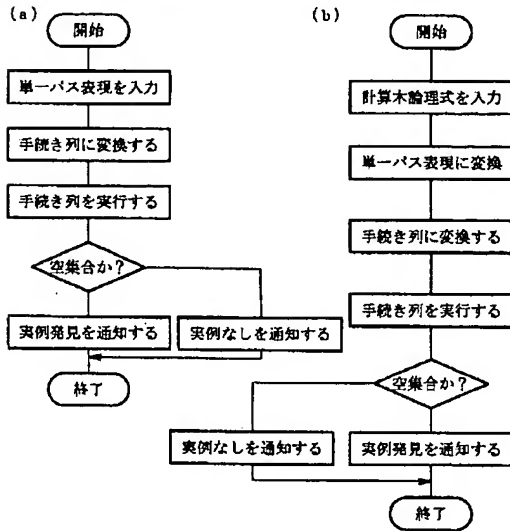 (a)
開始
単一パス表現を入力
手続き列に変換する
手続き列を実行する
空集合か?
実例発見を通知する
実例なしを通知する
終了
(b)
開始
計算木論理式を入力
単一パス表現に変換
手続き列に変換する
手続き列を実行する
空集合か?
実例なしを通知する
実例発見を通知する
終了